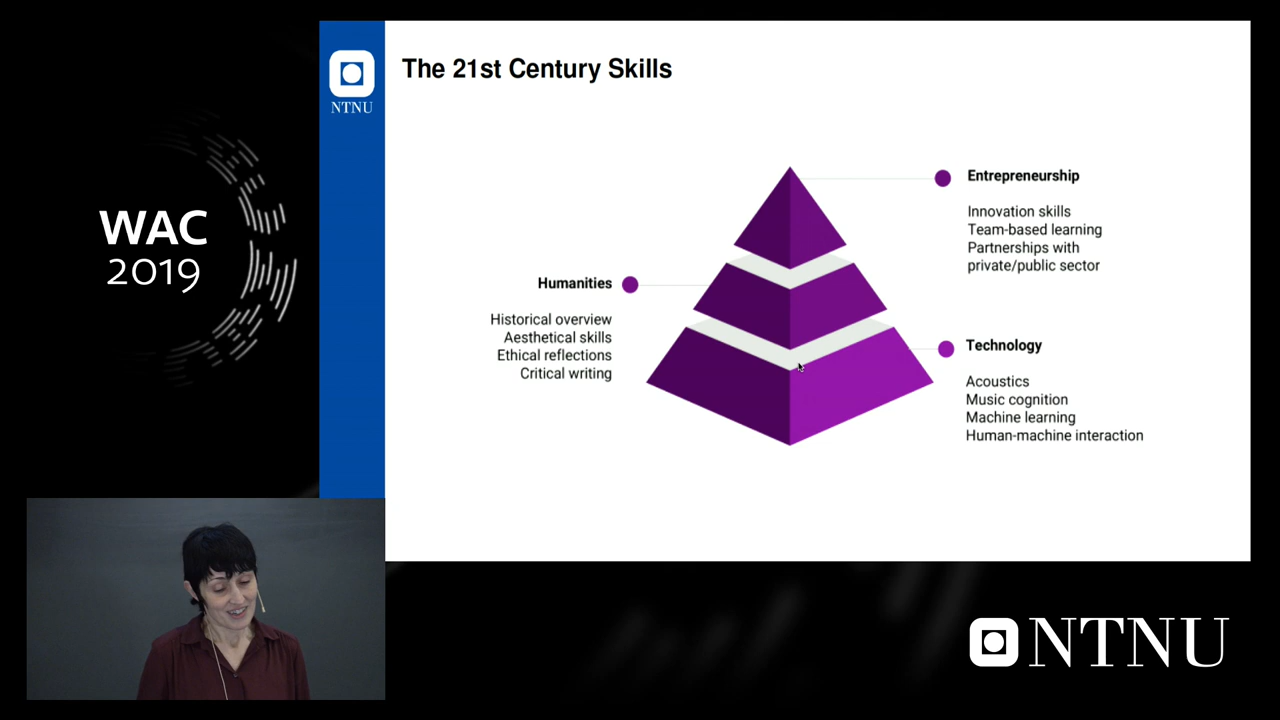 WAC
2019
NTNU
The 21st Century Skills
Entrepreneurship
Innovation skills
Team-based learning
Partnerships with
private/public sector
Humanities
Historical overview
Aesthetical skills
Ethical reflections
Critical writing
Technology
Acoustics
Music cognition
Machine learning
Human-machine interaction
NTNU